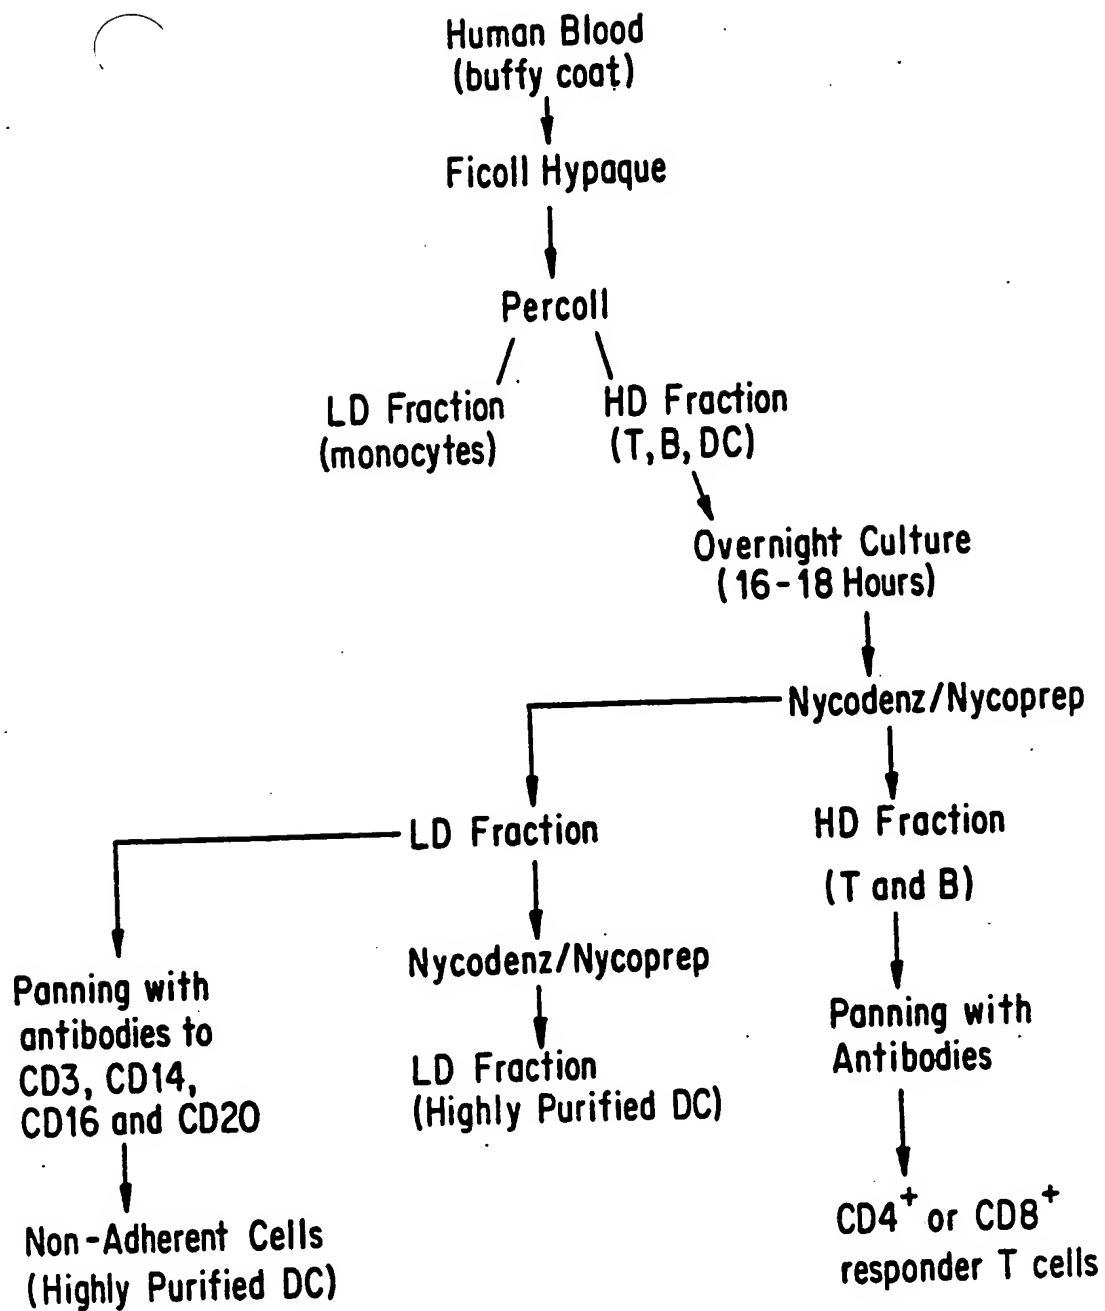 Human Blood
(buffy coat)
Ficoll Hypaque
Percoll
LD Fraction
(monocytes)
HD Fraction
(T, B, DC)
Overnight Culture
(16-18 Hours)
Nycodenz/Nycoprep
LD Fraction
HD Fraction
(T and B)
Nycodenz/Nycoprep
LD Fraction
(Highly Purified DC)
Panning with
antibodies to
CD3, CD14,
CD16 and CD20
Non-Adherent Cells
(Highly Purified DC)
Panning with
Antibodies
CD4⁺ or CD8⁺
responder T cells